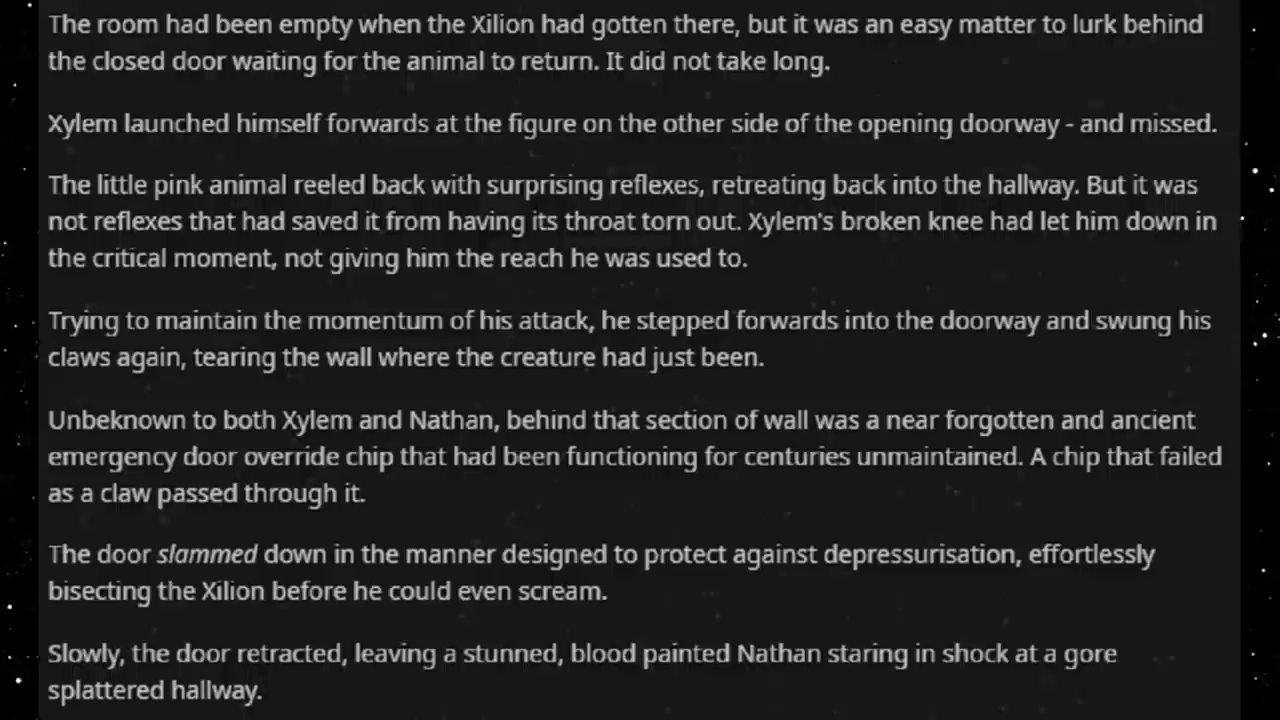 The room had been empty when the Xilion had gotten there, but it was an easy matter to lurk behind
the closed door waiting for the animal to return. It did not take long.
Xylem launched himself forwards at the figure on the other side of the opening doorway - and missed.
The little pink animal reeled back with surprising reflexes, retreating back into the hallway. But it was
not reflexes that had saved it from having its throat torn out. Xylem's broken knee had let him down in
the critical moment, not giving him the reach he was used to.
Trying to maintain the momentum of his attack, he stepped forwards into the doorway and swung his
claws again, tearing the wall where the creature had just been.
Unbeknown to both Xylem and Nathan, behind that section of wall was a near forgotten and ancient
emergency door override chip that had been functioning for centuries unmaintained. A chip that failed
as a claw passed through it.
The door slammed down in the manner designed to protect against depressurisation, effortlessly
bisecting the Xilion before he could even scream.
Slowly, the door retracted, leaving a stunned, blood painted Nathan staring in shock at a gore
splattered hallway.